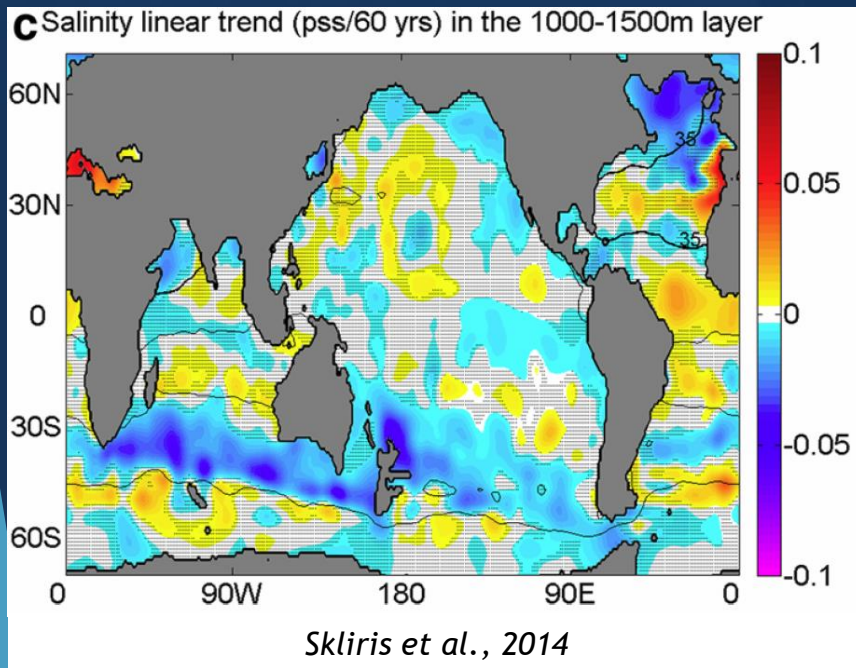 c Salinity linear trend (pss/60 yrs) in the 1000-1500m layer
60N
30N
0
30S
60S
0
90W
180
90E
0
35
35
0.1
0.05
0
-0.05
-0.1
Skliris et al., 2014